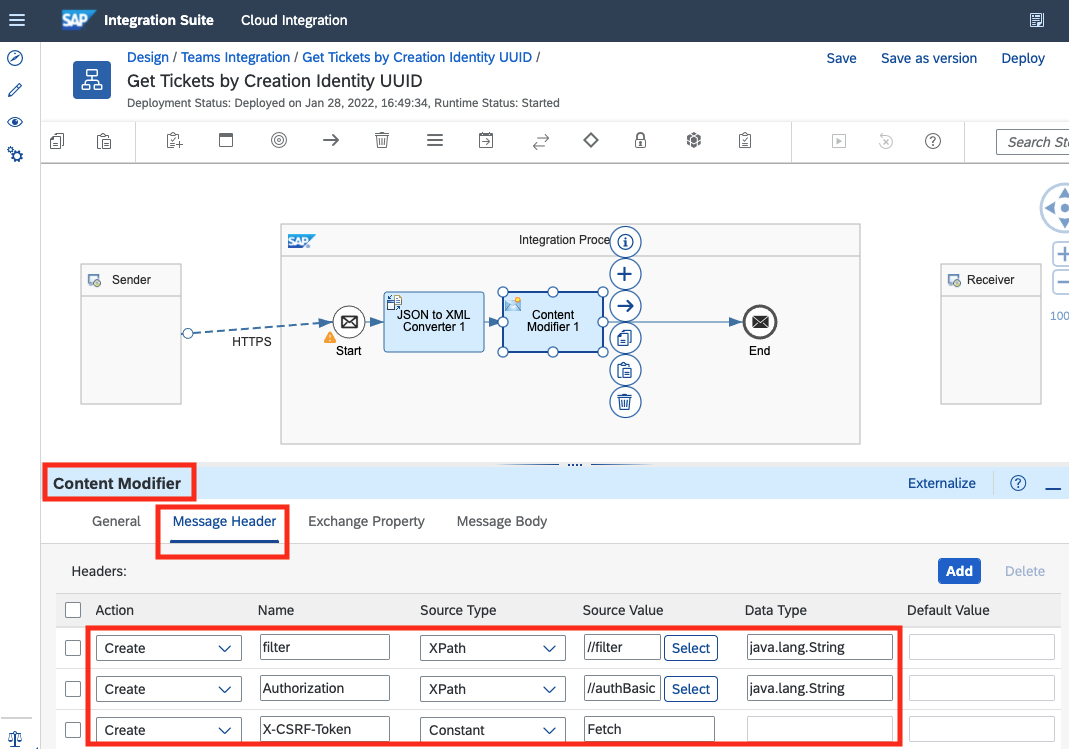 SAP Integration Suite Cloud Integration
Design / Teams Integration / Get Tickets by Creation Identity UUID /
Save Save as version Deploy
Get Tickets by Creation Identity UUID
Deployment Status: Deployed on Jan 28, 2022, 16:49:34, Runtime Status: Started
SAP
Sender
HTTPS
Start
JSON to XML
Converter 1
Content
Modifier 1
End
Receiver
Content Modifier
Externalize
General Message Header Exchange Property Message Body
Headers:
Add Delete
Action Name Source Type Source Value Data Type Default Value
Create filter XPath //filter Select java.lang.String
Create Authorization XPath //authBasic Select java.lang.String
Create X-CSRF-Token Constant Fetch